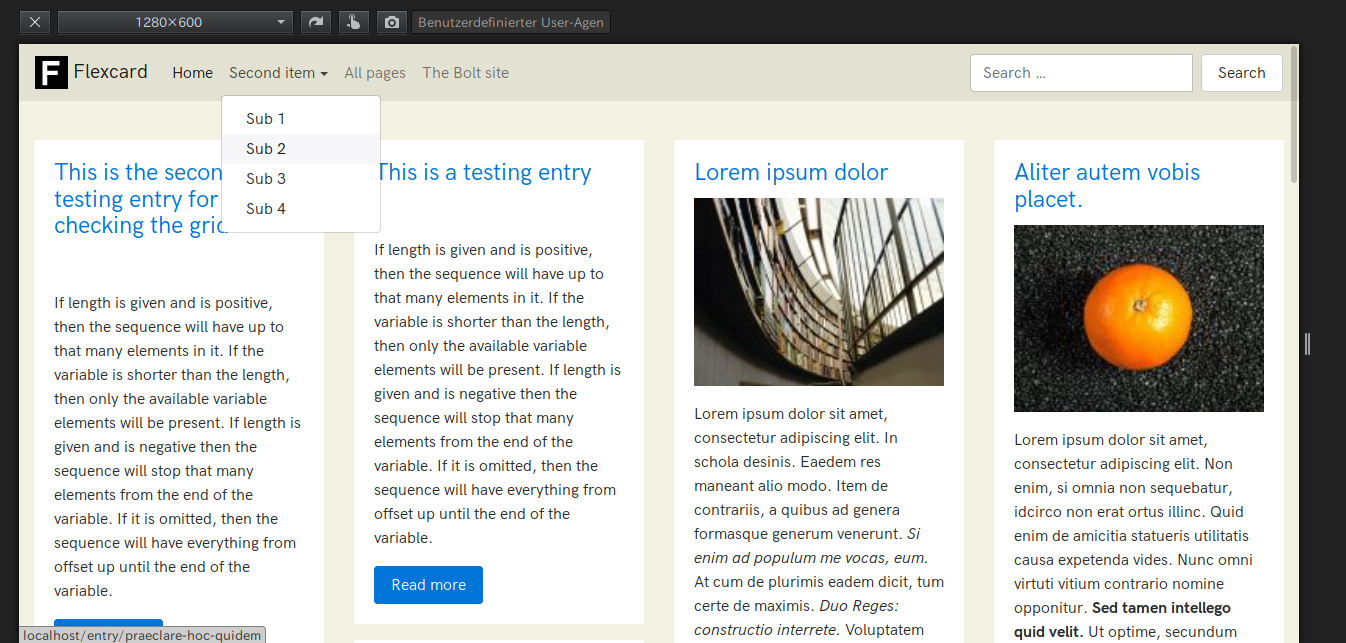 1280×600
Benutzerdefinierter User-Agen
F Flexcard Home Second item All pages The Bolt site Search ... Search
Sub 1
Sub 2
Sub 3
Sub 4
This is the secon
testing entry for
checking the grid
If length is given and is positive,
then the sequence will have up to
that many elements in it. If the
variable is shorter than the length,
then only the available variable
elements will be present. If length is
given and is negative then the
sequence will stop that many
elements from the end of the
variable. If it is omitted, then the
sequence will have everything from
offset up until the end of the
variable.
This is a testing entry
If length is given and is positive,
then the sequence will have up to
that many elements in it. If the
variable is shorter than the length,
then only the available variable
elements will be present. If length is
given and is negative then the
sequence will stop that many
elements from the end of the
variable. If it is omitted, then the
sequence will have everything from
offset up until the end of the
variable.
Read more
Lorem ipsum dolor
Lorem ipsum dolor sit amet,
consectetur adipiscing elit. In
schola desinis. Eaedem res
maneant alio modo. Item de
contrariis, a quibus ad genera
formasque generum venerunt. Si
enim ad populum me vocas, eum.
At cum de plurimis eadem dicit, tum
certe de maximis. Duo Reges:
constructio interrete. Voluptatem
Aliter autem vobis
placet.
Lorem ipsum dolor sit amet,
consectetur adipiscing elit. Non
enim, si omnia non sequebatur,
idcirco non erat ortus illinc. Quid
enim de amicitia statueris utilitatis
causa expetenda vides. Nunc omni
virtuti vitium contrario nomine
opponitur. Sed tamen intellego
quid velit. Ut optime, secundum
localhost/entry/praeclare-hoc-quidem